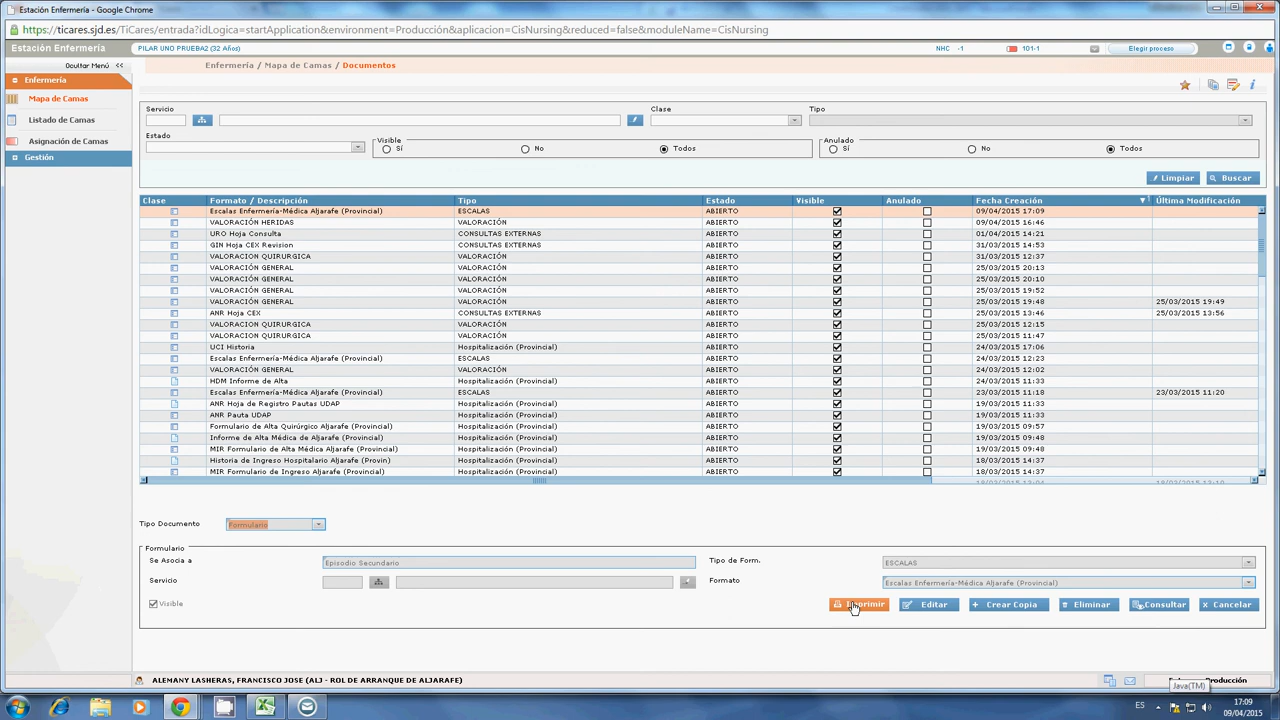 Estación Enfermería - Google Chrome
https://ticares.sjd.es/TiCares/entrada?idLogica=startApplication&environment=Producción&aplicacion=CisNursing&reduced=false&moduleName=CisNursing
Estación Enfermería PILAR UNO PRUEBA2 (32 Años) NHC -1 101-1 Elegir proceso
Ocultar Menú << Enfermería / Mapa de Camas / Documentos
Enfermería
Mapa de Camas
Listado de Camas
Asignación de Camas
Gestión
Servicio Clase Tipo
Estado Visible Anulado
Sí No Todos Sí No Todos
Limpiar Buscar
Clase Formato / Descripción Tipo Estado Visible Anulado Fecha Creación Última Modificación
Escalas Enfermería-Médica Aljarafe (Provincial) ESCALAS ABIERTO 09/04/2015 17:09
VALORACIÓN HERIDAS VALORACIÓN ABIERTO 09/04/2015 16:46
URO Hoja Consulta CONSULTAS EXTERNAS ABIERTO 01/04/2015 14:21
GIN Hoja CEX Revision CONSULTAS EXTERNAS ABIERTO 31/03/2015 14:53
VALORACION QUIRURGICA VALORACIÓN ABIERTO 31/03/2015 12:37
VALORACIÓN GENERAL VALORACIÓN ABIERTO 25/03/2015 20:13
VALORACIÓN GENERAL VALORACIÓN ABIERTO 25/03/2015 20:10
VALORACIÓN GENERAL VALORACIÓN ABIERTO 25/03/2015 19:52
VALORACIÓN GENERAL VALORACIÓN ABIERTO 25/03/2015 19:48 25/03/2015 19:49
ANR Hoja CEX CONSULTAS EXTERNAS ABIERTO 25/03/2015 13:46 25/03/2015 13:56
VALORACION QUIRURGICA VALORACIÓN ABIERTO 25/03/2015 12:15
VALORACION QUIRURGICA VALORACIÓN ABIERTO 25/03/2015 11:47
UCI Historia Hospitalización (Provincial) ABIERTO 24/03/2015 17:06
Escalas Enfermería-Médica Aljarafe (Provincial) ESCALAS ABIERTO 24/03/2015 12:23
VALORACIÓN GENERAL VALORACIÓN ABIERTO 24/03/2015 12:02
HDM Informe de Alta Hospitalización (Provincial) ABIERTO 24/03/2015 11:33
Escalas Enfermería-Médica Aljarafe (Provincial) ESCALAS ABIERTO 23/03/2015 11:18 23/03/2015 11:20
ANR Hoja de Registro Pautas UDAP Hospitalización (Provincial) ABIERTO 19/03/2015 11:33
ANR Pauta UDAP Hospitalización (Provincial) ABIERTO 19/03/2015 11:33
Formulario de Alta Quirúrgico Aljarafe (Provincial) Hospitalización (Provincial) ABIERTO 19/03/2015 09:57
Informe de Alta Médica de Aljarafe (Provincial) Hospitalización (Provincial) ABIERTO 19/03/2015 09:48
MIR Formulario de Alta Médica Aljarafe (Provincial) Hospitalización (Provincial) ABIERTO 19/03/2015 09:48
Historia de Ingreso Hospitalario Aljarafe (Provin) Hospitalización (Provincial) ABIERTO 18/03/2015 14:37
MIR Formulario de Ingreso Aljarafe (Provincial) Hospitalización (Provincial) ABIERTO 18/03/2015 14:37
Tipo Documento Formulario
Formulario
Se Asocia a Episodio Secundario Tipo de Form. ESCALAS
Servicio Formato Escalas Enfermería-Médica Aljarafe (Provincial)
Visible Imprimir Editar Crear Copia Eliminar Consultar Cancelar
ALEMANY LASHERAS, FRANCISCO JOSE (ALJ - ROL DE ARRANQUE DE ALJARAFE) Producción
Java(TM)
ES 17:09
09/04/2015